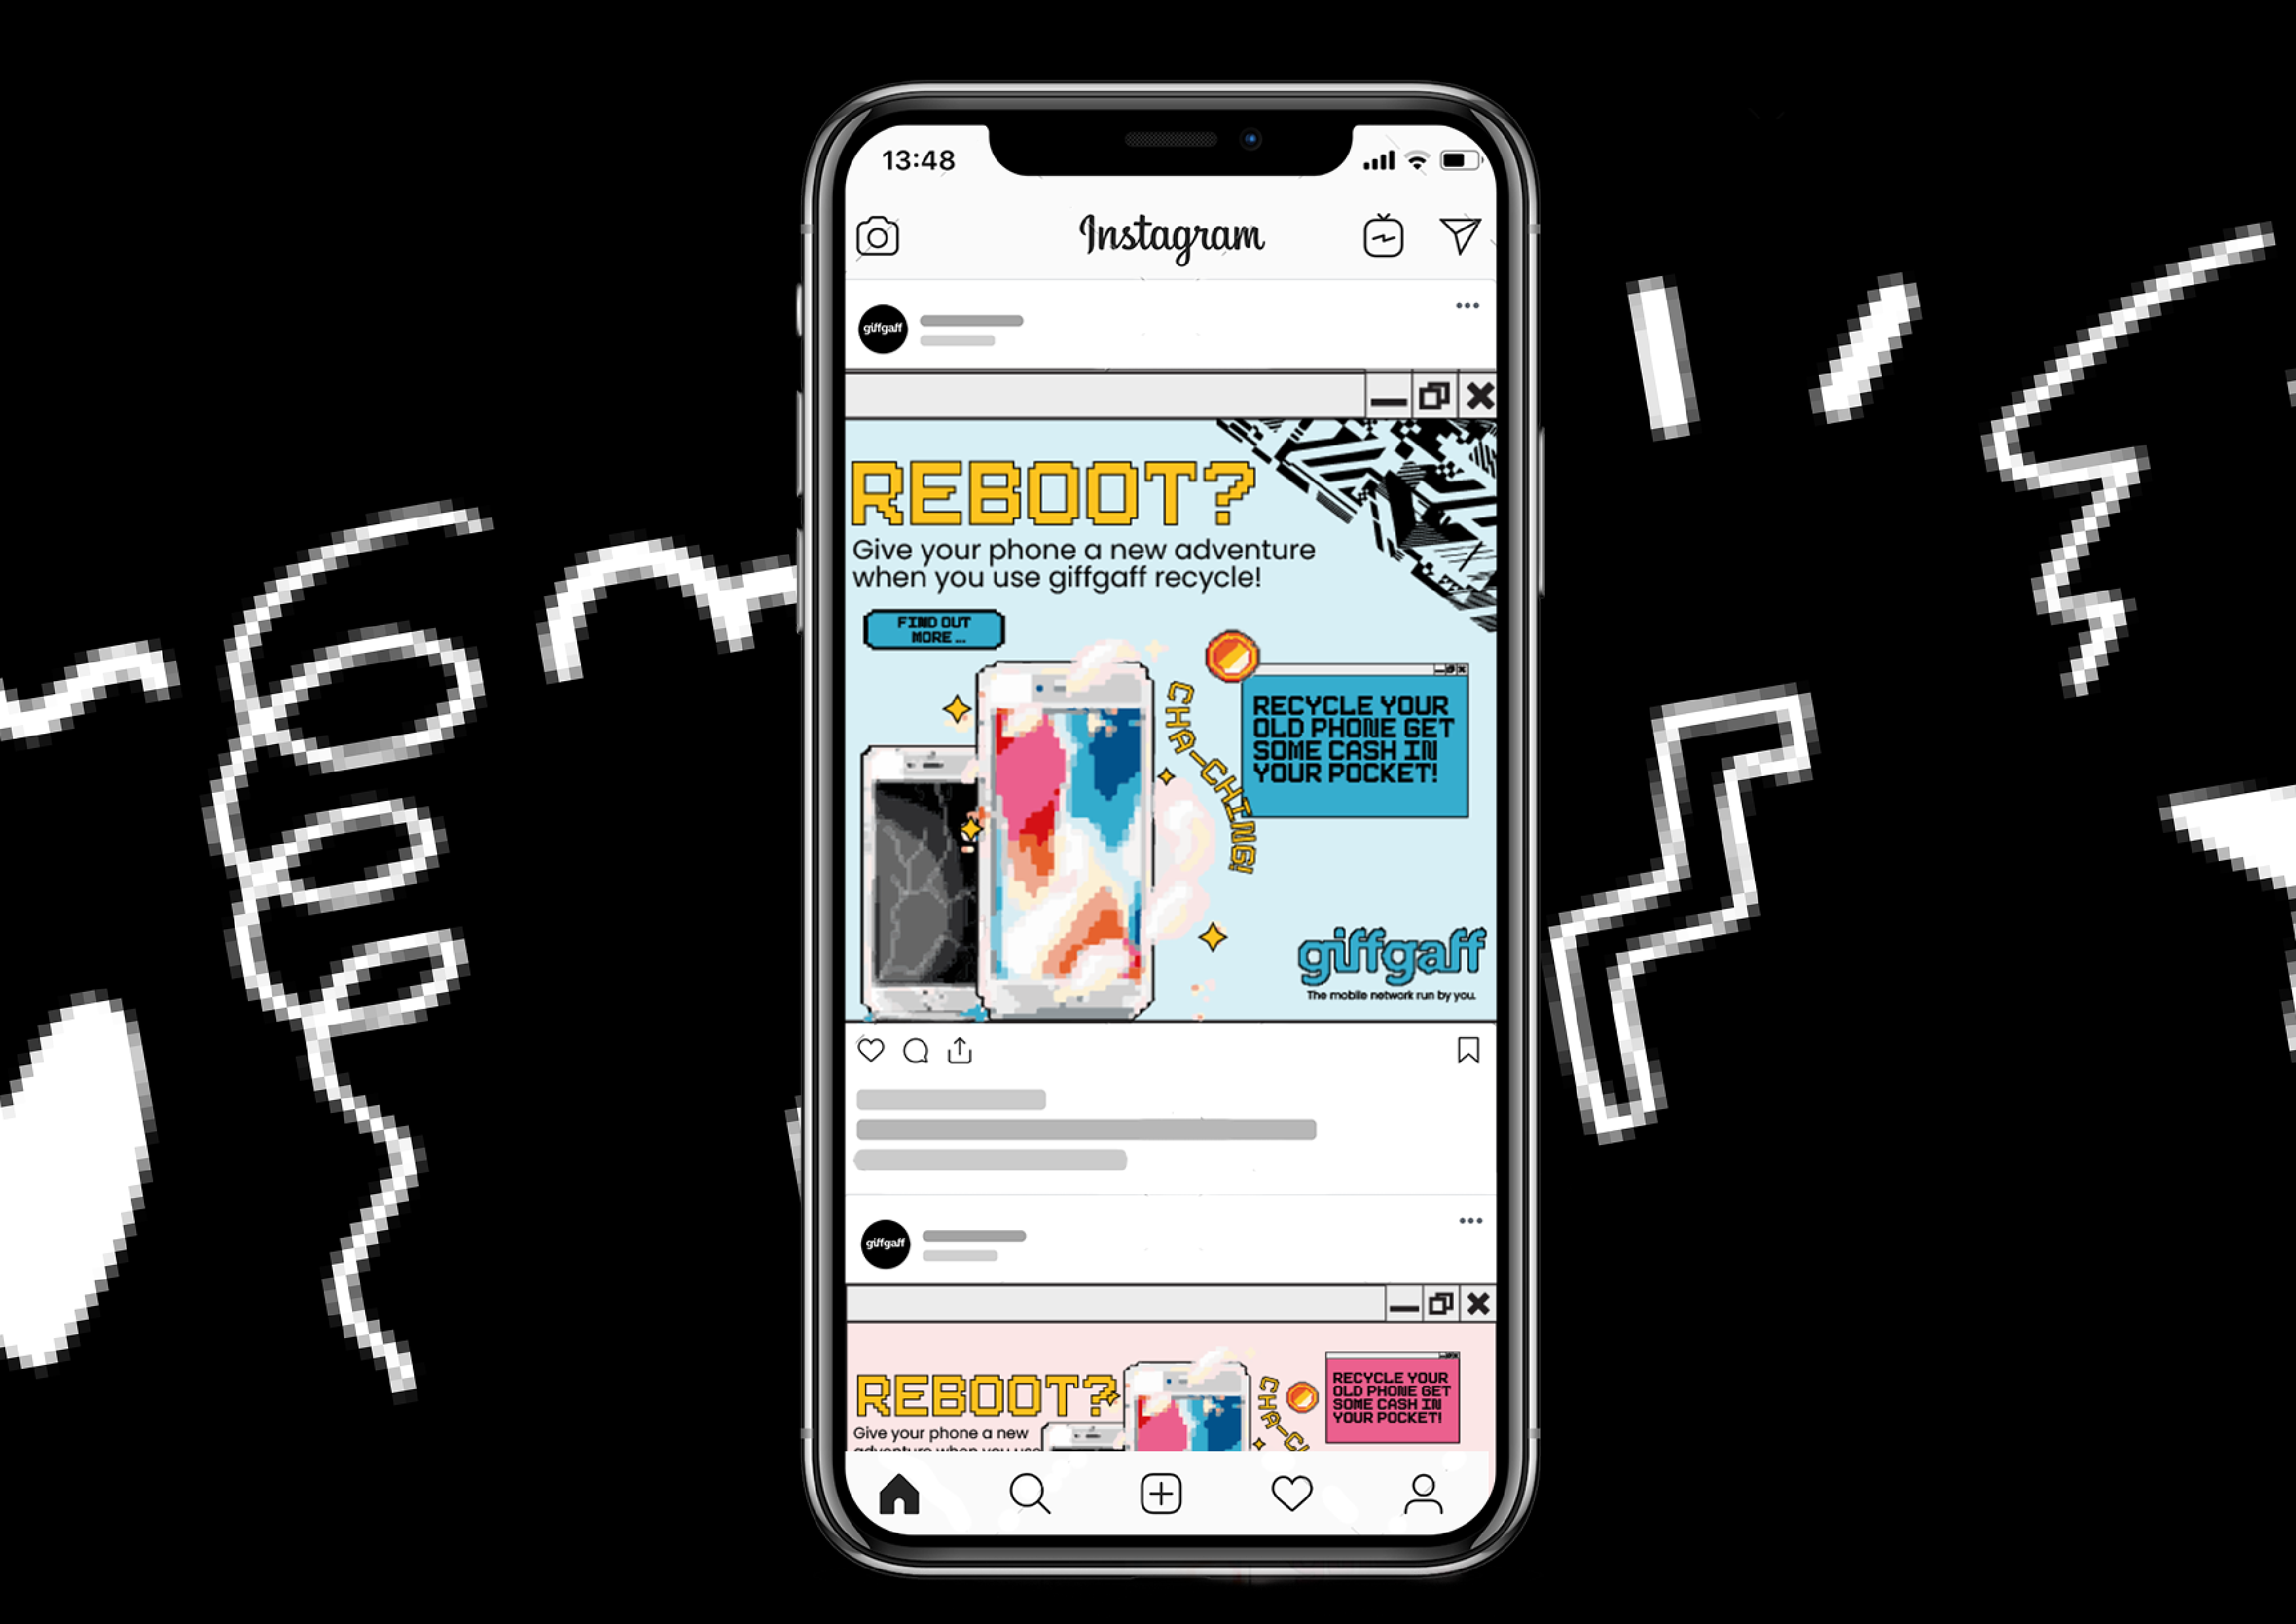 13:48
Instagram
giffgaff
REBOOT?
Give your phone a new adventure
when you use giffgaff recycle!
FIND OUT
MORE...
CHA-CHING!
RECYCLE YOUR
OLD PHONE GET
SOME CASH IN
YOUR POCKET!
giffgaff
The mobile network run by you.
giffgaff
REBOOT?
Give your phone a new
adventure when you use
CHA-C
RECYCLE YOUR
OLD PHONE GET
SOME CASH IN
YOUR POCKET!